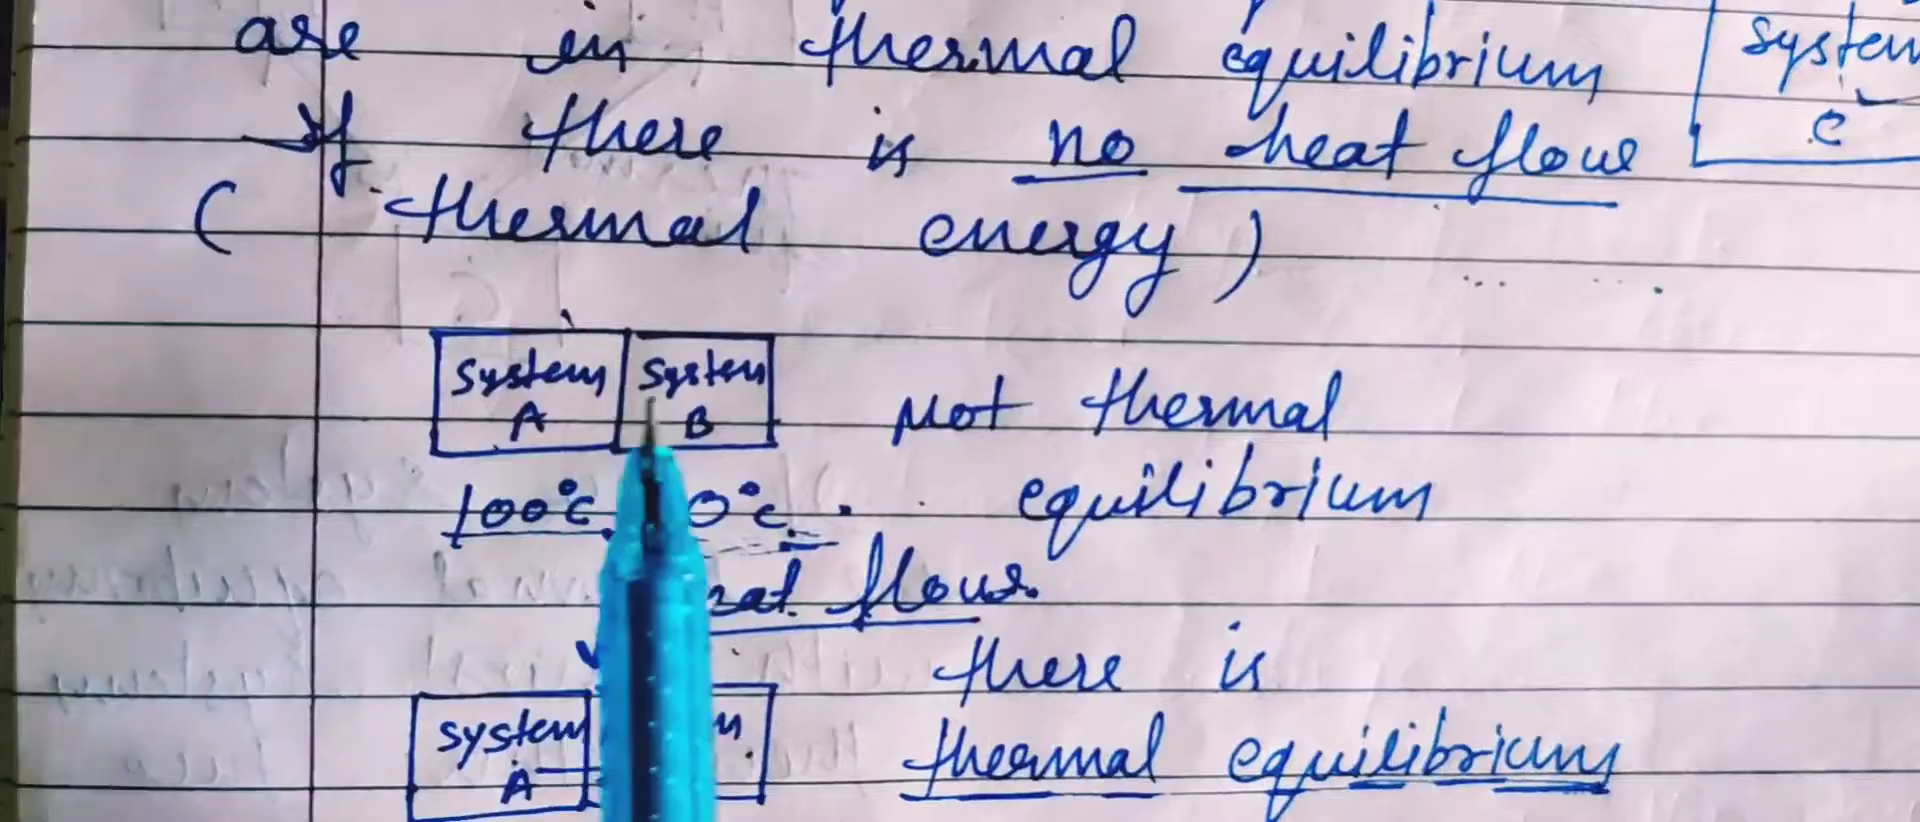 are in thermal equilibrium
If there is no heat flow
( thermal energy )
System
C
System A
System B
Not thermal
equilibrium
100°c
0°c
flow
there is
thermal equilibrium
System
A